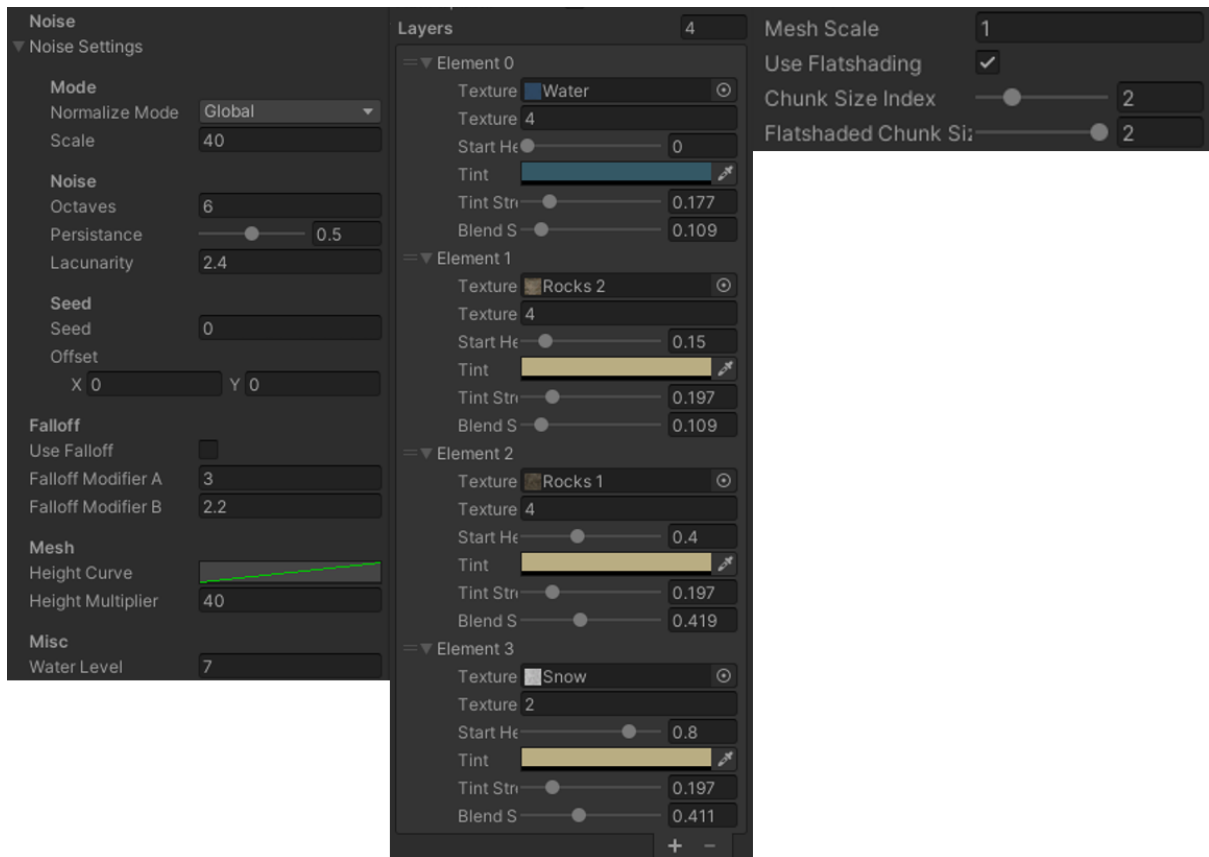 Noise
Noise Settings
Mode
Normalize Mode Global
Scale 40
Noise
Octaves 6
Persistance 0.5
Lacunarity 2.4
Seed
Seed 0
Offset
X 0 Y 0
Falloff
Use Falloff
Falloff Modifier A 3
Falloff Modifier B 2.2
Mesh
Height Curve
Height Multiplier 40
Misc
Water Level 7
Layers 4
Element 0
Texture Water
Texture 4
Start He 0
Tint
Tint Stre 0.177
Blend S 0.109
Element 1
Texture Rocks 2
Texture 4
Start He 0.15
Tint
Tint Stre 0.197
Blend S 0.109
Element 2
Texture Rocks 1
Texture 4
Start He 0.4
Tint
Tint Stre 0.197
Blend S 0.419
Element 3
Texture Snow
Texture 2
Start He 0.8
Tint
Tint Stre 0.197
Blend S 0.411
+ −
Mesh Scale 1
Use Flatshading
Chunk Size Index 2
Flatshaded Chunk Siz 2